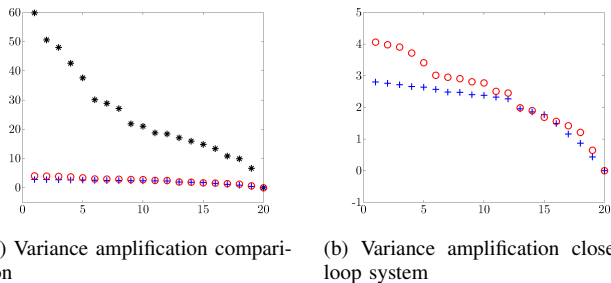 60
50
40
30
20
10
0
0 5 10 15 20
5
4
3
2
1
0
-1
0 5 10 15 20
) Variance amplification compari-
on
(b) Variance amplification close
loop system